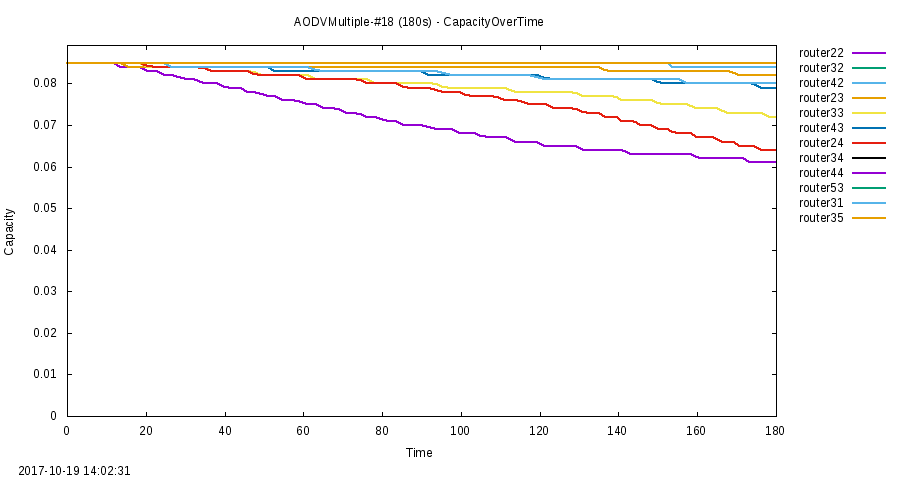 AODVMultiple-#18 (180s) - CapacityOverTime
router22
router32
router42
router23
router33
router43
router24
router34
router44
router53
router31
router35
0.08
0.07
0.06
0.05
0.04
0.03
0.02
0.01
0
Capacity
0 20 40 60 80 100 120 140 160 180
Time
2017-10-19 14:02:31